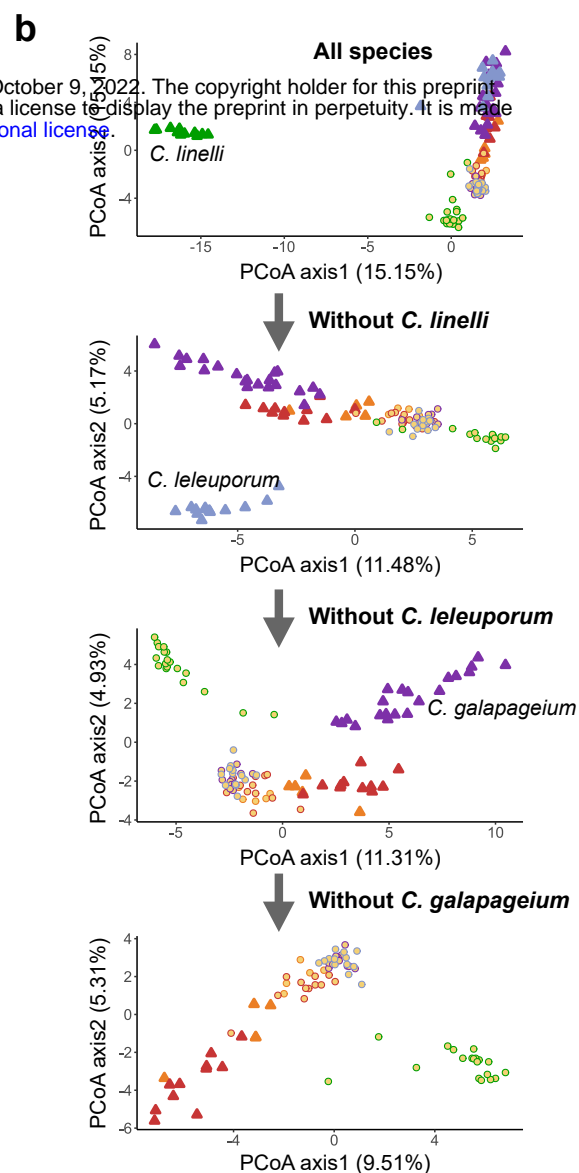 b
All species
8
October 9, 2022. The copyright holder for this preprint
a license to display the preprint in perpetuity. It is made
onal license.
PCoA axis2 (15.15%)
0
-4
C. linelli
-15
-10
-5
0
PCoA axis1 (15.15%)
Without C. linelli
PCoA axis2 (5.17%)
4
0
-4
C. leleuporum
-5
0
5
PCoA axis1 (11.48%)
Without C. leleuporum
PCoA axis2 (4.93%)
4
2
0
-2
-4
C. galapageium
-5
0
5
10
PCoA axis1 (11.31%)
Without C. galapageium
PCoA axis2 (5.31%)
4
2
0
-2
-4
-6
-4
0
4
PCoA axis1 (9.51%)